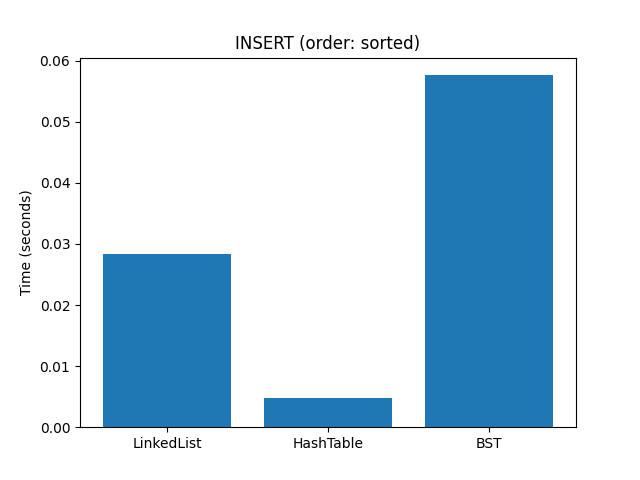 INSERT (order: sorted)
Time (seconds)
0.06
0.05
0.04
0.03
0.02
0.01
0.00
LinkedList
HashTable
BST